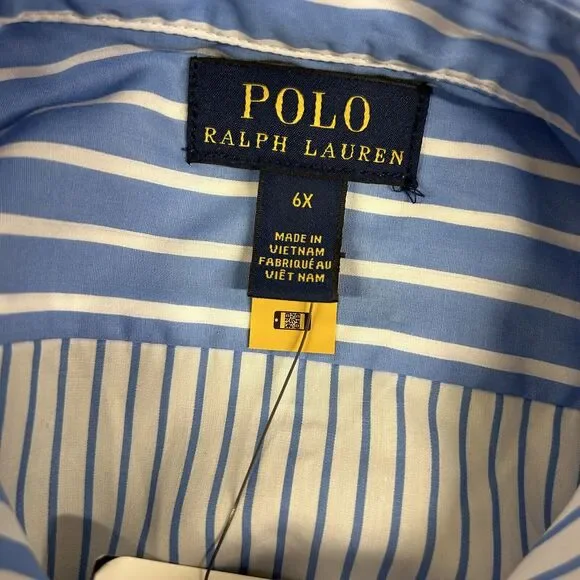 POLO
RALPH LAUREN
6X
MADE IN
VIETNAM
FABRIQUÉ AU
VIÊT NAM